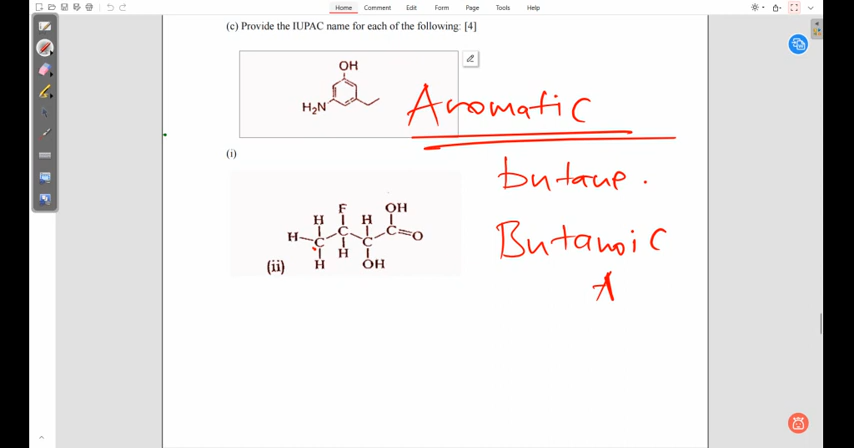 Home Comment Edit Form Page Tools Help
(c) Provide the IUPAC name for each of the following: [4]
OH
H₂N
Aromatic
(i)
butane.
F OH
H H
H C C C C O
H
H OH
(ii)
Butanoic
A